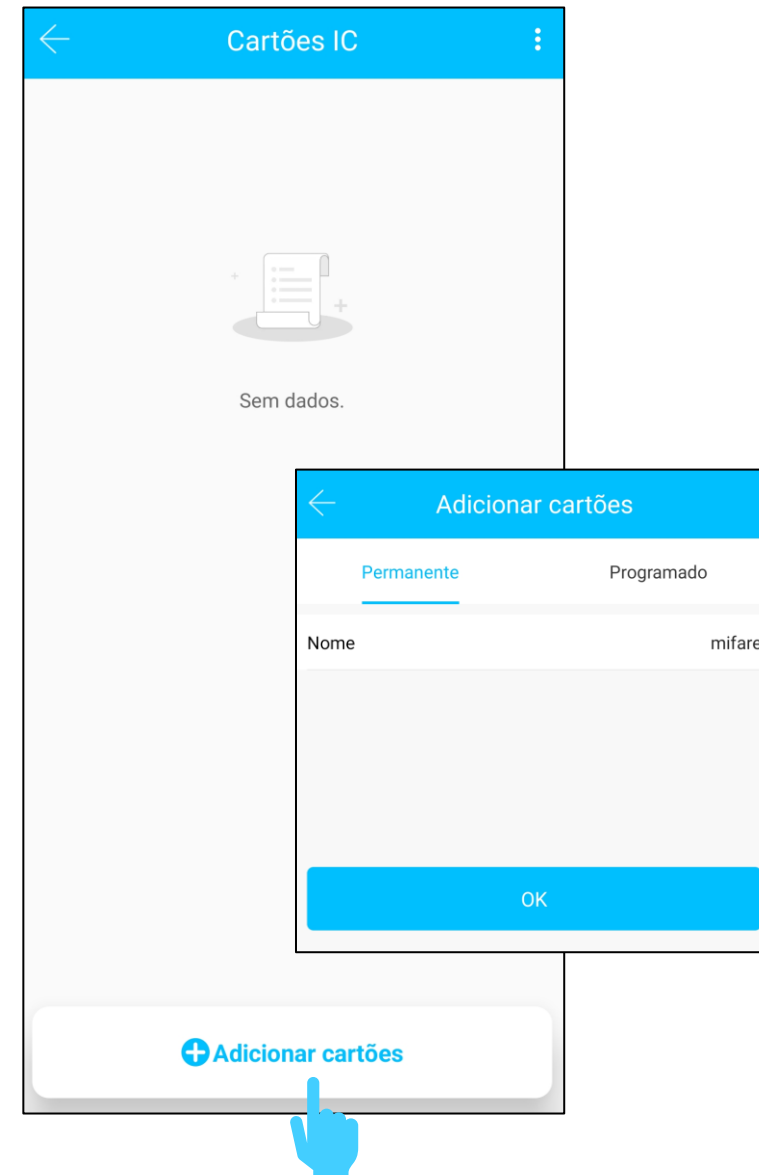 Cartões IC
Sem dados.
Adicionar cartões
Permanente Programado
Nome mifare
OK
Adicionar cartões